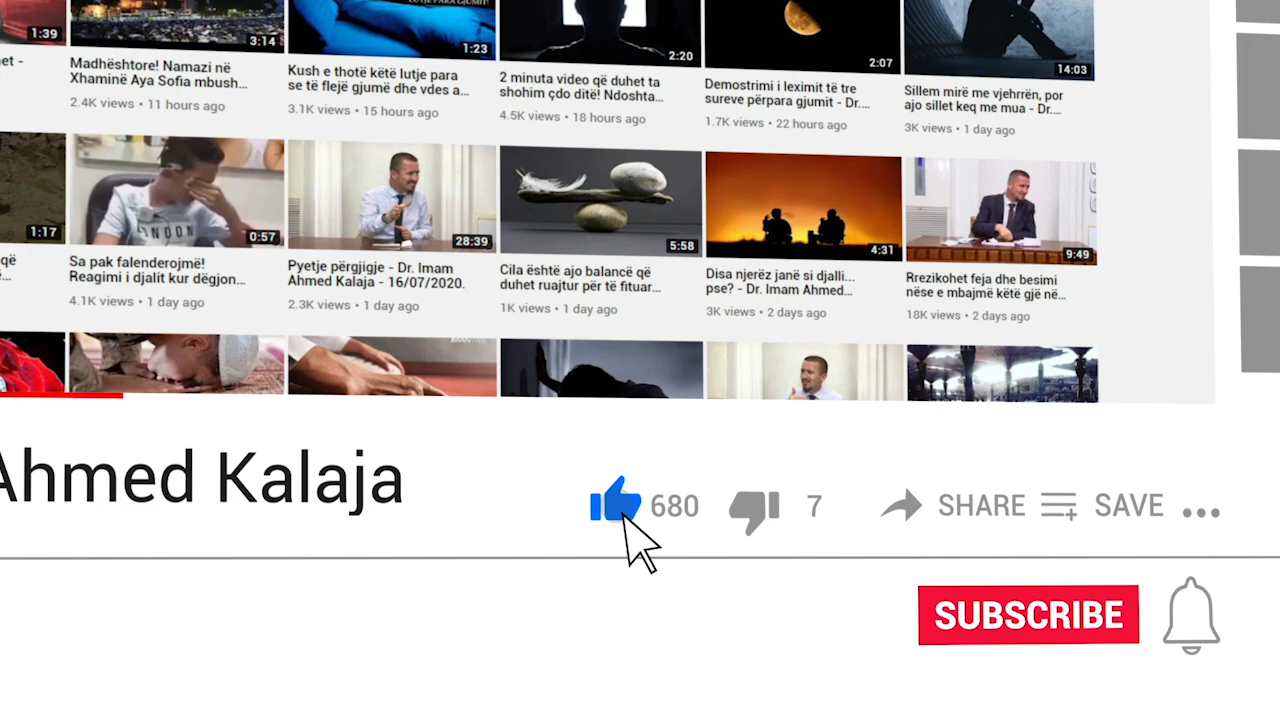 LUTJE PARA GJUMIT!
1:39
3:14
1:23
2:20
2:07
14:03
et -
Madhështore! Namazi në
Xhaminë Aya Sofia mbush...
2.4K views • 11 hours ago
Kush e thotë këtë lutje para
se të flejë gjumë dhe vdes a...
3.1K views • 15 hours ago
2 minuta video që duhet ta
shohim çdo ditë! Ndoshta...
4.5K views • 18 hours ago
Demostrimi i leximit të tre
sureve përpara gjumit - Dr....
1.7K views • 22 hours ago
Sillem mirë me vjehrrën, por
ajo sillet keq me mua - Dr....
3K views • 1 day ago
1:17
LONDON
0:57
28:39
5:58
4:31
9:49
që
...
Sa pak falenderojmë!
Reagimi i djalit kur dëgjon...
4.1K views • 1 day ago
Pyetje përgjigje - Dr. Imam
Ahmed Kalaja - 16/07/2020.
2.3K views • 1 day ago
Cila është ajo balancë që
duhet ruajtur për të fituar...
1K views • 1 day ago
Disa njerëz janë si djalli...
pse? - Dr. Imam Ahmed...
3K views • 2 days ago
Rrezikohet feja dhe besimi
nëse e mbajmë këtë gjë në...
18K views • 2 days ago
Ahmed Kalaja
680
7
SHARE
SAVE
SUBSCRIBE